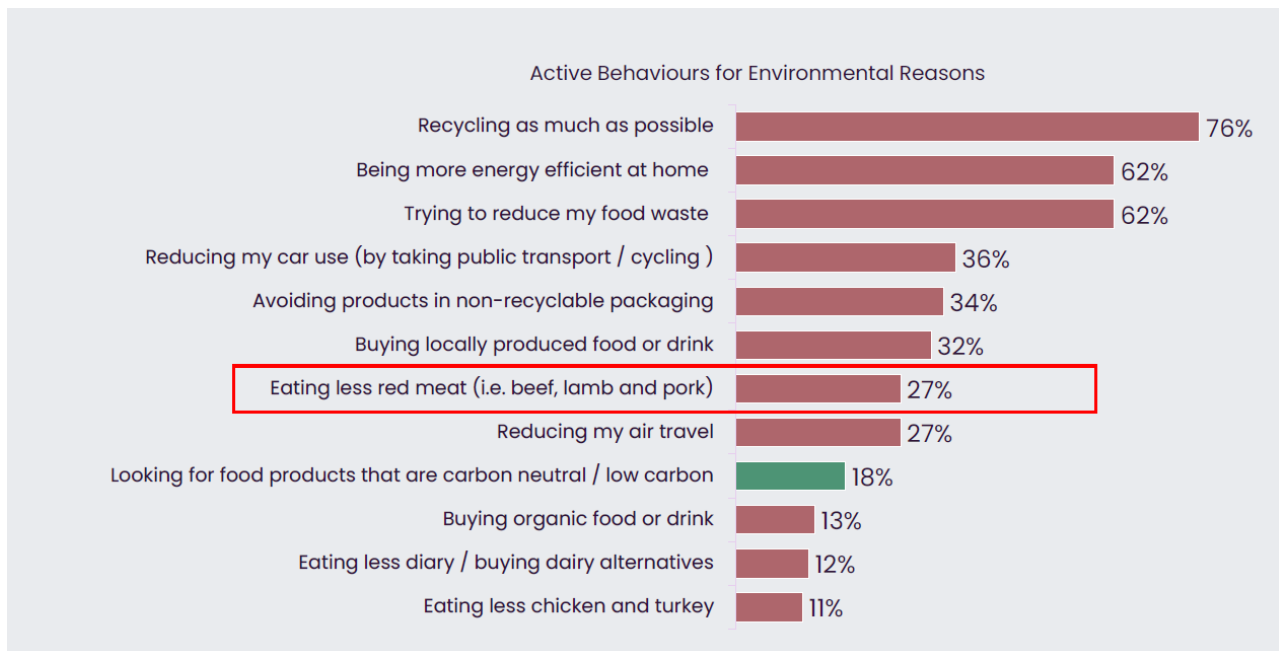 Active Behaviours for Environmental Reasons
Recycling as much as possible 76%
Being more energy efficient at home 62%
Trying to reduce my food waste 62%
Reducing my car use (by taking public transport / cycling ) 36%
Avoiding products in non-recyclable packaging 34%
Buying locally produced food or drink 32%
Eating less red meat (i.e. beef, lamb and pork) 27%
Reducing my air travel 27%
Looking for food products that are carbon neutral / low carbon 18%
Buying organic food or drink 13%
Eating less diary / buying dairy alternatives 12%
Eating less chicken and turkey 11%